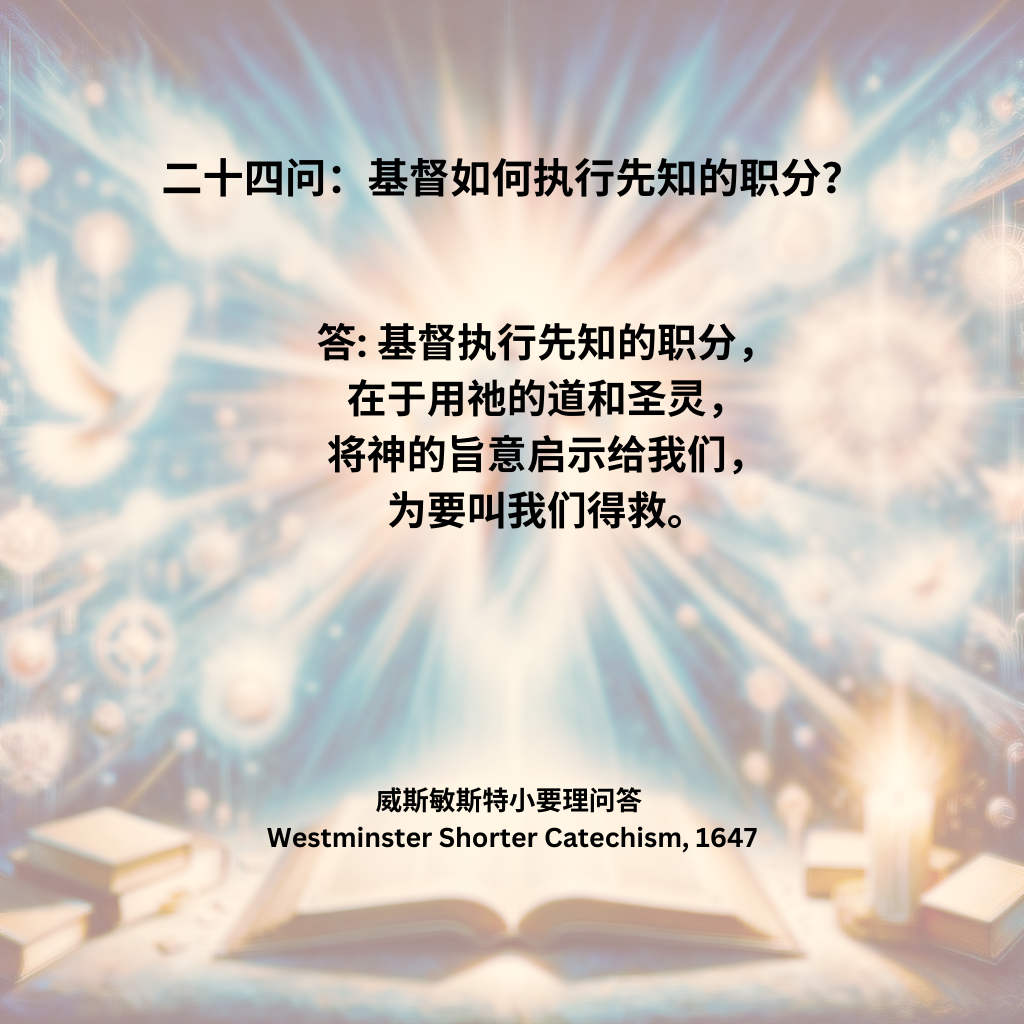 二十四问：基督如何执行先知的职分？
答: 基督执行先知的职分，
在于用祂的道和圣灵，
将神的旨意启示给我们，
为要叫我们得救。
威斯敏斯特小要理问答
Westminster Shorter Catechism, 1647